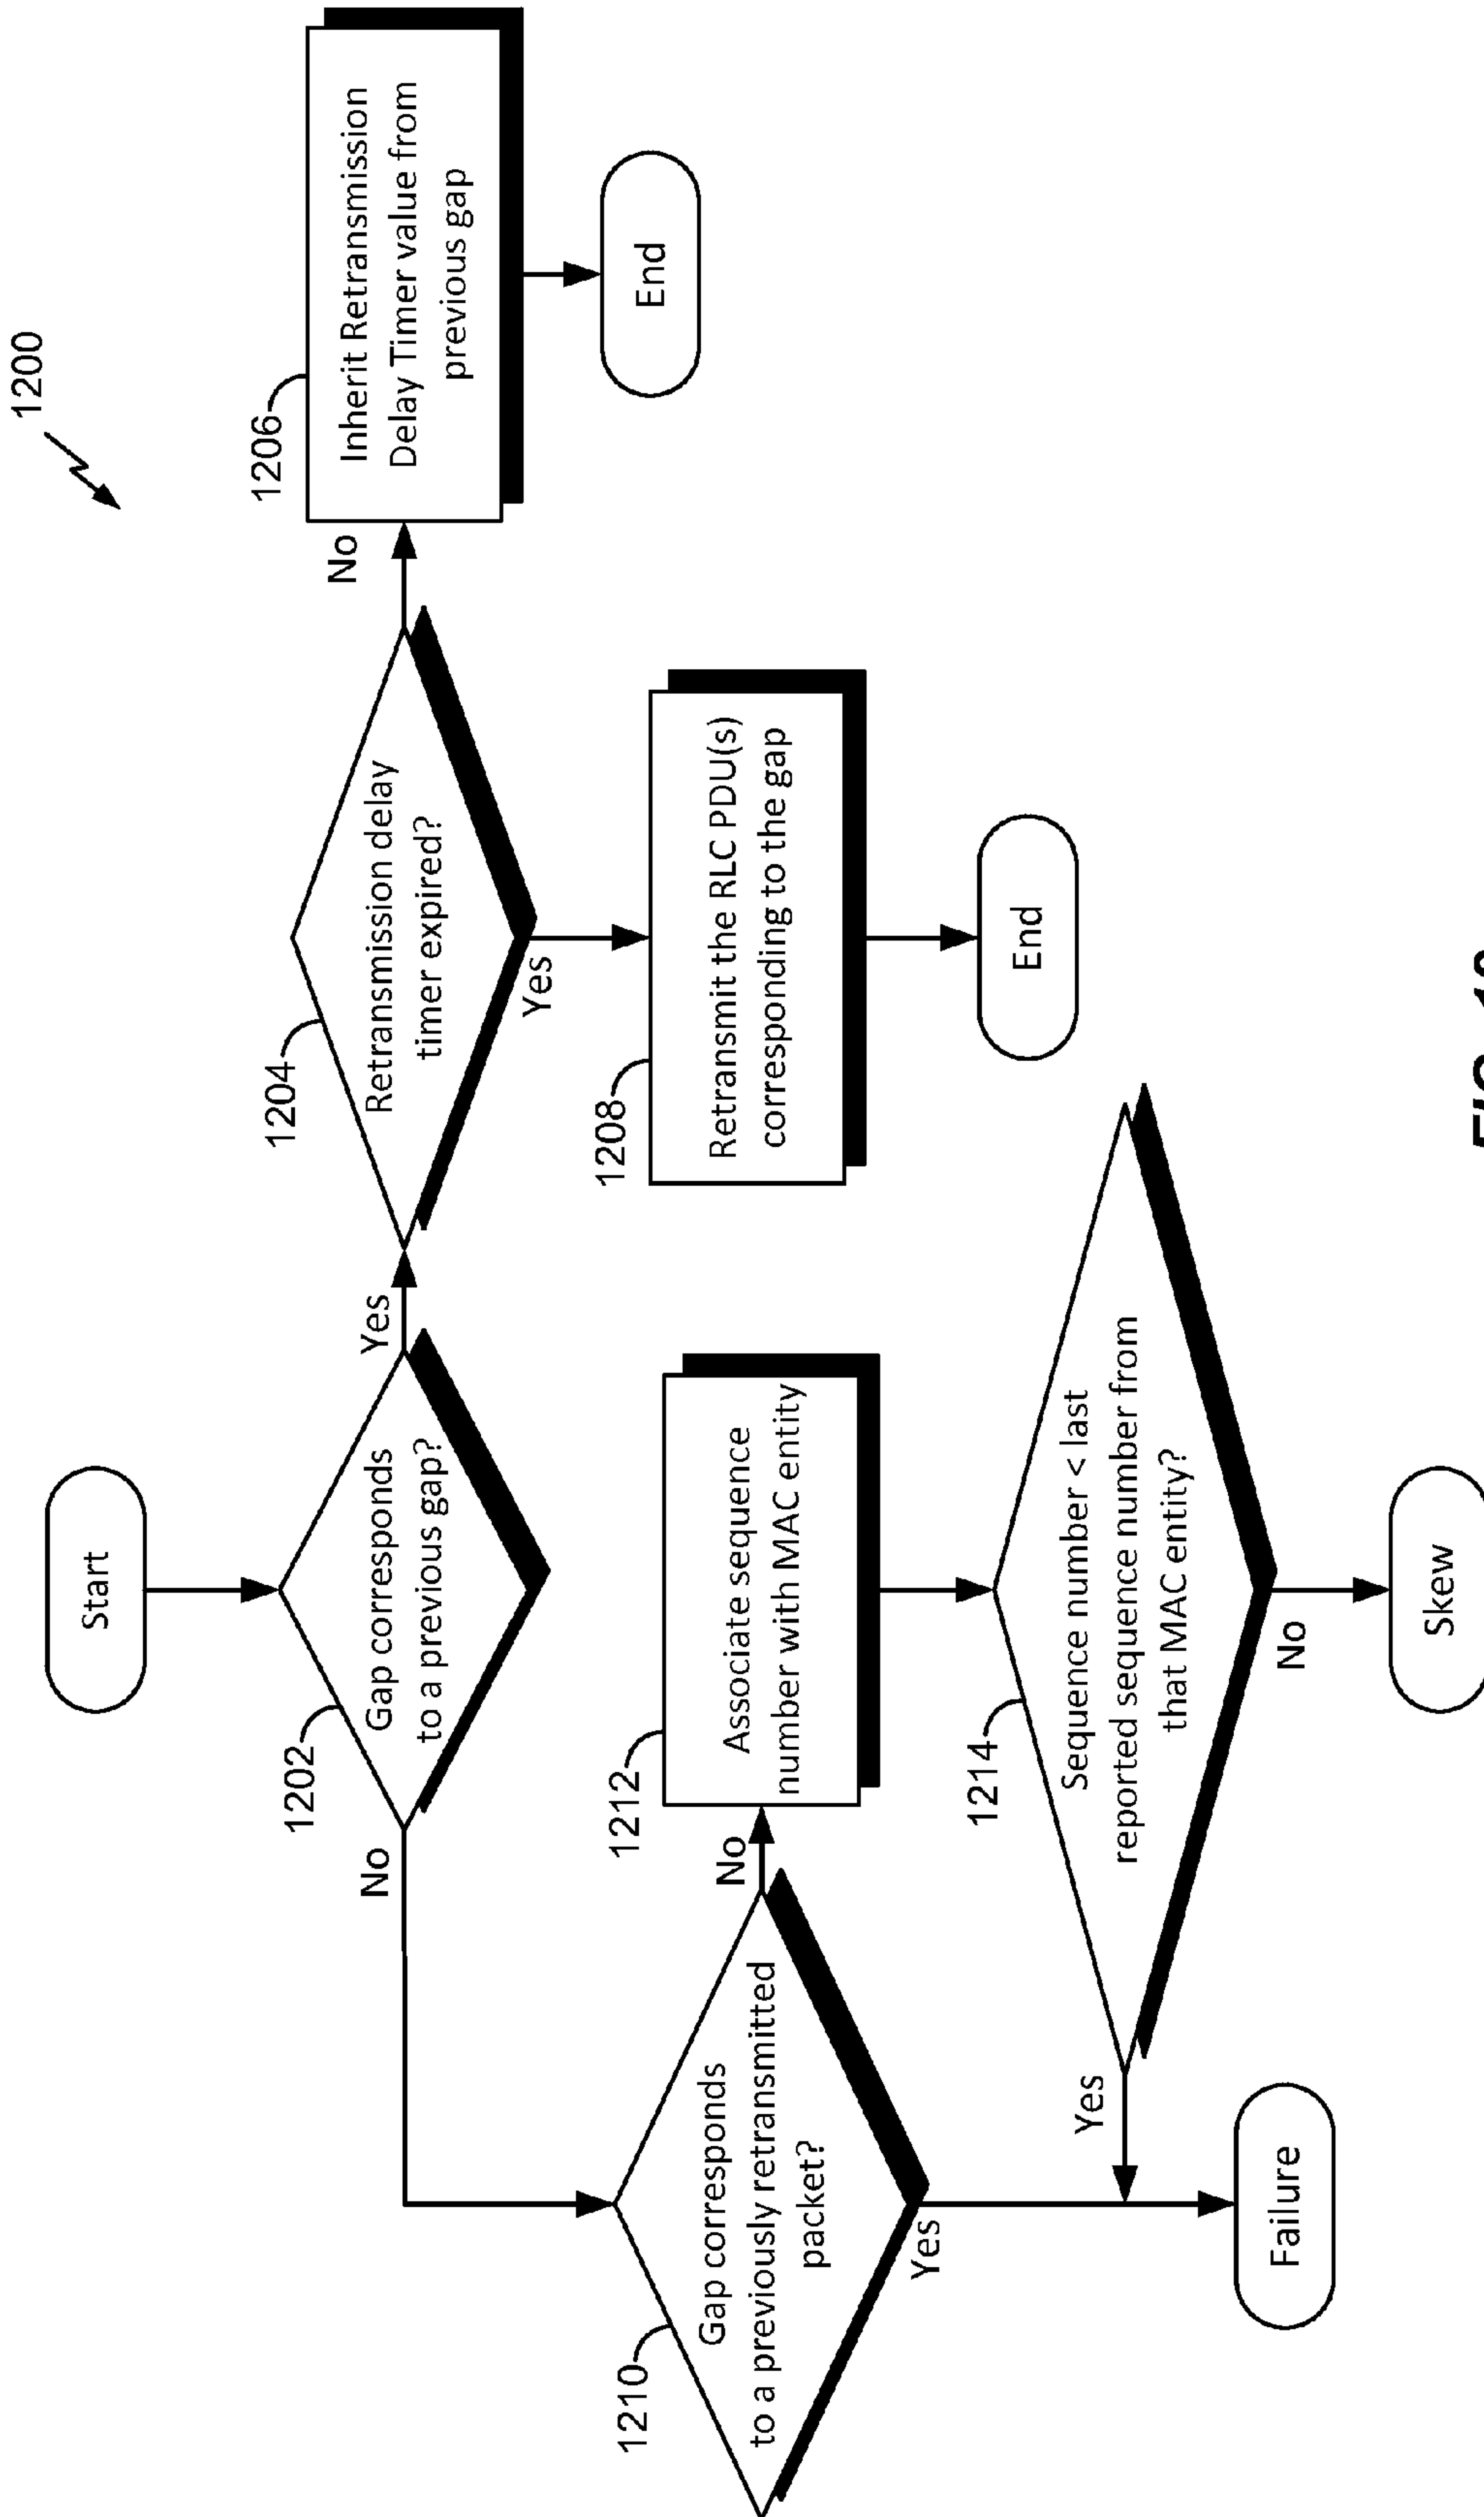 1200
Start
1202
Gap corresponds
to a previous gap?
Yes
No
1204
Retransmission delay
timer expired?
No
Yes
1206
Inherit Retransmission
Delay Timer value from
previous gap
End
1208
Retransmit the RLC PDU(s)
corresponding to the gap
End
1210
Gap corresponds
to a previously retransmitted
packet?
No
Yes
1212
Associate sequence
number with MAC entity
1214
Sequence number < last
reported sequence number from
that MAC entity?
Yes
No
Failure
Skew